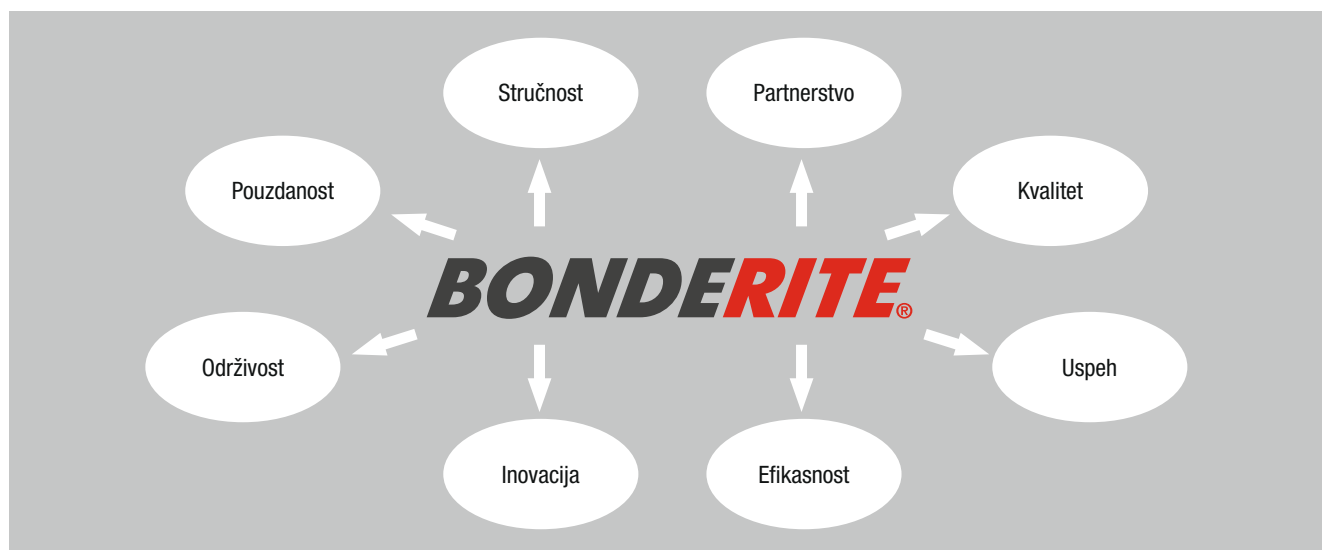 Stručnost
Partnerstvo
Pouzdanost
Kvalitet
BONDERITE®
Održivost
Uspeh
Inovacija
Efikasnost